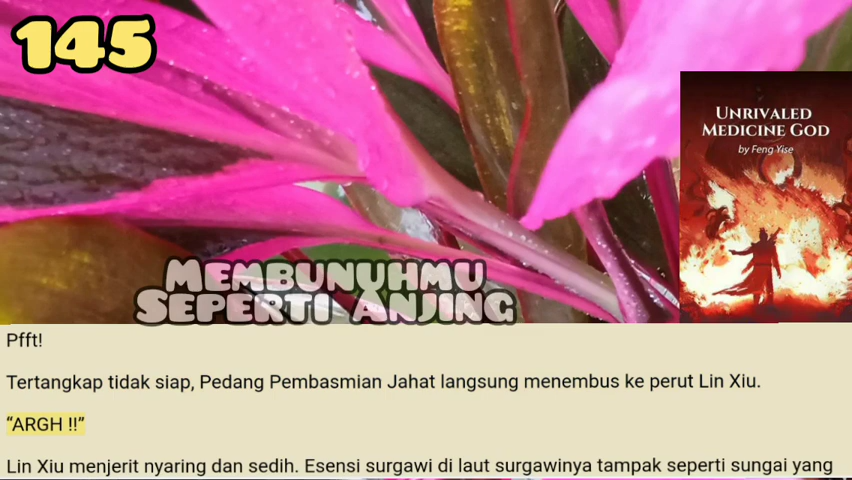 145
UNRIVALED
MEDICINE GOD
by Feng Yise
MEMBUNUHMU
SEPERTI ANJING
Pfft!
Tertangkap tidak siap, Pedang Pembasmian Jahat langsung menembus ke perut Lin Xiu.
“ARGH !!”
Lin Xiu menjerit nyaring dan sedih. Esensi surgawi di laut surgawinya tampak seperti sungai yang